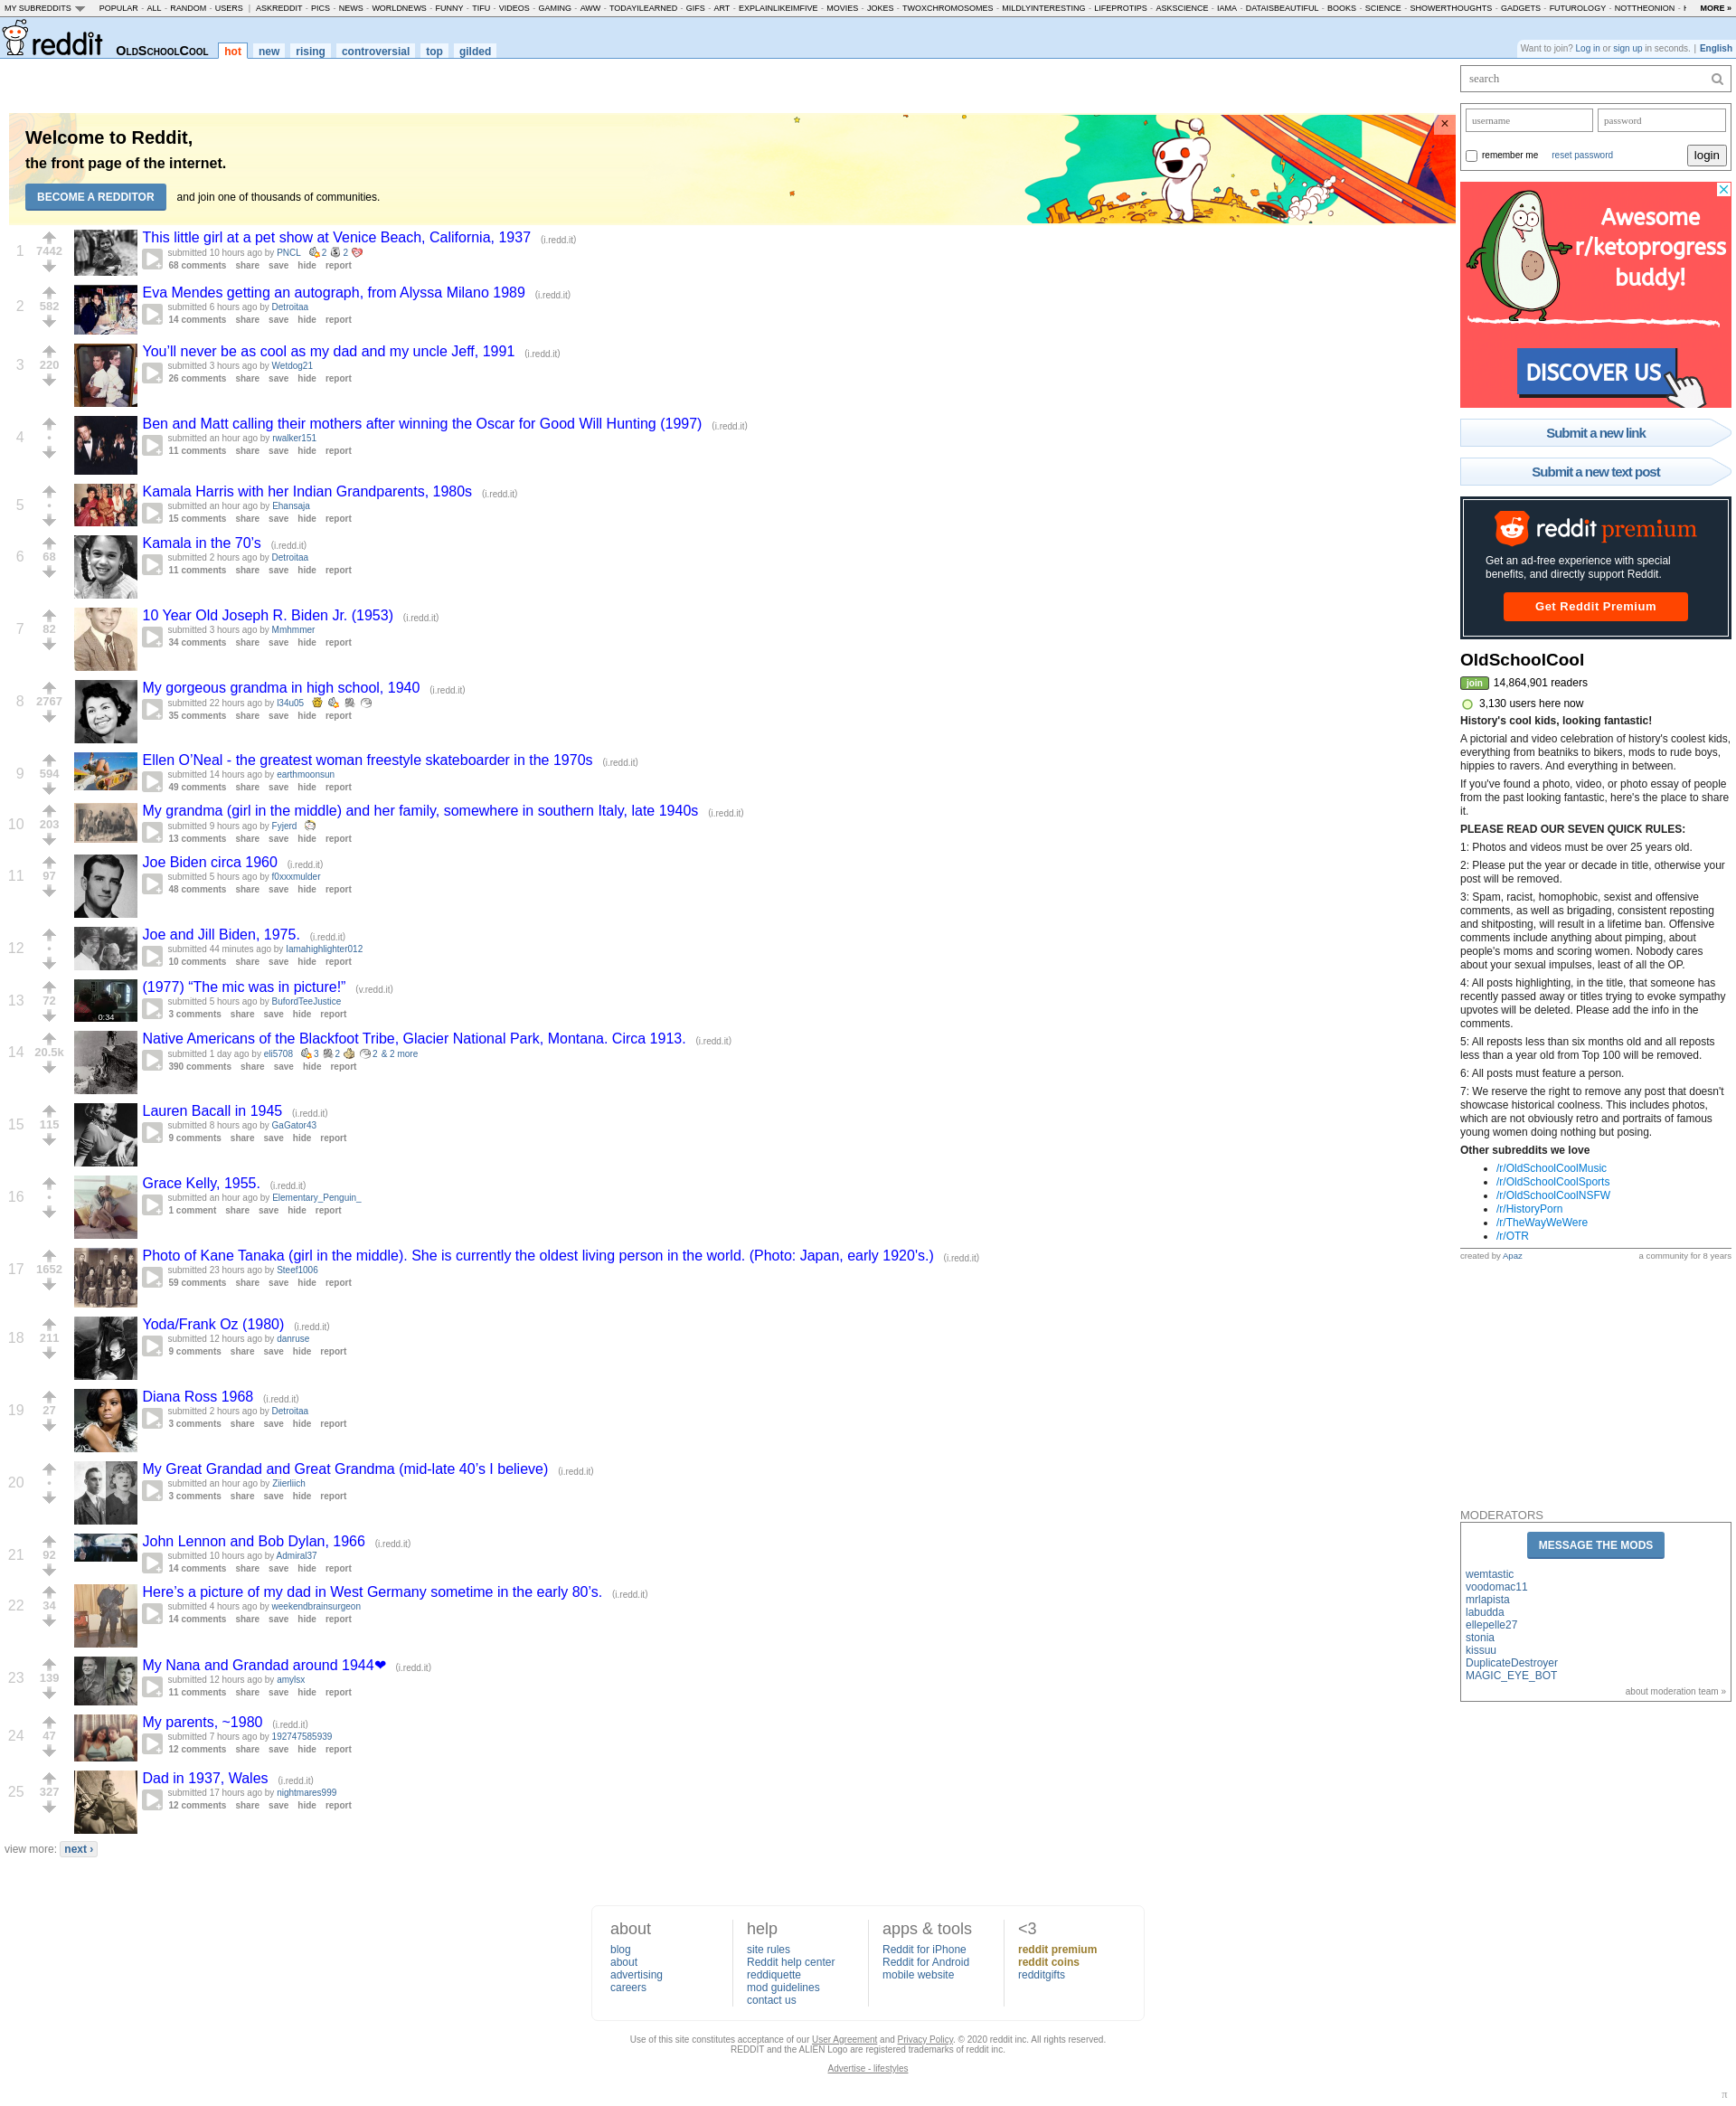 MY SUBREDDITS POPULAR - ALL - RANDOM - USERS | ASKREDDIT - PICS - NEWS - WORLDNEWS - FUNNY - TIFU - VIDEOS - GAMING - AWW - TODAYILEARNED - GIFS - ART - EXPLAINLIKEIMFIVE - MOVIES - JOKES - TWOXCHROMOSOMES - MILDLYINTERESTING - LIFEPROTIPS - ASKSCIENCE - IAMA - DATAISBEAUTIFUL - BOOKS - SCIENCE - SHOWERTHOUGHTS - GADGETS - FUTUROLOGY - NOTTHEONION - MORE »
reddit OLDSCHOOLCOOL hot new rising controversial top gilded
Want to join? Log in or sign up in seconds. | English
search
username password
remember me reset password login
Welcome to Reddit,
the front page of the internet.
BECOME A REDDITOR and join one of thousands of communities.
×
1 7442 This little girl at a pet show at Venice Beach, California, 1937 (i.redd.it)
submitted 10 hours ago by PNCL 2 2
68 comments share save hide report
2 582 Eva Mendes getting an autograph, from Alyssa Milano 1989 (i.redd.it)
submitted 6 hours ago by Detroitaa
14 comments share save hide report
3 220 You’ll never be as cool as my dad and my uncle Jeff, 1991 (i.redd.it)
submitted 3 hours ago by Wetdog21
26 comments share save hide report
4 • Ben and Matt calling their mothers after winning the Oscar for Good Will Hunting (1997) (i.redd.it)
submitted an hour ago by rwalker151
11 comments share save hide report
5 • Kamala Harris with her Indian Grandparents, 1980s (i.redd.it)
submitted an hour ago by Ehansaja
15 comments share save hide report
6 68 Kamala in the 70’s (i.redd.it)
submitted 2 hours ago by Detroitaa
11 comments share save hide report
7 82 10 Year Old Joseph R. Biden Jr. (1953) (i.redd.it)
submitted 3 hours ago by Mmhmmer
34 comments share save hide report
8 2767 My gorgeous grandma in high school, 1940 (i.redd.it)
submitted 22 hours ago by l34u05
35 comments share save hide report
9 594 Ellen O’Neal - the greatest woman freestyle skateboarder in the 1970s (i.redd.it)
submitted 14 hours ago by earthmoonsun
49 comments share save hide report
10 203 My grandma (girl in the middle) and her family, somewhere in southern Italy, late 1940s (i.redd.it)
submitted 9 hours ago by Fyjerd
13 comments share save hide report
11 97 Joe Biden circa 1960 (i.redd.it)
submitted 5 hours ago by f0xxxmulder
48 comments share save hide report
12 • Joe and Jill Biden, 1975. (i.redd.it)
submitted 44 minutes ago by Iamahighlighter012
10 comments share save hide report
13 72 0:34 (1977) “The mic was in picture!” (v.redd.it)
submitted 5 hours ago by BufordTeeJustice
3 comments share save hide report
14 20.5k Native Americans of the Blackfoot Tribe, Glacier National Park, Montana. Circa 1913. (i.redd.it)
submitted 1 day ago by eli5708 3 2 2 & 2 more
390 comments share save hide report
15 115 Lauren Bacall in 1945 (i.redd.it)
submitted 8 hours ago by GaGator43
9 comments share save hide report
16 • Grace Kelly, 1955. (i.redd.it)
submitted an hour ago by Elementary_Penguin_
1 comment share save hide report
17 1652 Photo of Kane Tanaka (girl in the middle). She is currently the oldest living person in the world. (Photo: Japan, early 1920’s.) (i.redd.it)
submitted 23 hours ago by Steef1006
59 comments share save hide report
18 211 Yoda/Frank Oz (1980) (i.redd.it)
submitted 12 hours ago by danruse
9 comments share save hide report
19 27 Diana Ross 1968 (i.redd.it)
submitted 2 hours ago by Detroitaa
3 comments share save hide report
20 • My Great Grandad and Great Grandma (mid-late 40’s I believe) (i.redd.it)
submitted an hour ago by Ziierliich
3 comments share save hide report
21 92 John Lennon and Bob Dylan, 1966 (i.redd.it)
submitted 10 hours ago by Admiral37
14 comments share save hide report
22 34 Here’s a picture of my dad in West Germany sometime in the early 80’s. (i.redd.it)
submitted 4 hours ago by weekendbrainsurgeon
14 comments share save hide report
23 139 My Nana and Grandad around 1944❤ (i.redd.it)
submitted 12 hours ago by amylsx
11 comments share save hide report
24 47 My parents, ~1980 (i.redd.it)
submitted 7 hours ago by 192747585939
12 comments share save hide report
25 327 Dad in 1937, Wales (i.redd.it)
submitted 17 hours ago by nightmares999
12 comments share save hide report
view more: next ›
Awesome
r/ketoprogress
buddy!
DISCOVER US
Submit a new link
Submit a new text post
reddit premium
Get an ad-free experience with special
benefits, and directly support Reddit.
Get Reddit Premium
OldSchoolCool
join 14,864,901 readers
3,130 users here now
History's cool kids, looking fantastic!
A pictorial and video celebration of history's coolest kids,
everything from beatniks to bikers, mods to rude boys,
hippies to ravers. And everything in between.
If you've found a photo, video, or photo essay of people
from the past looking fantastic, here's the place to share
it.
PLEASE READ OUR SEVEN QUICK RULES:
1: Photos and videos must be over 25 years old.
2: Please put the year or decade in title, otherwise your
post will be removed.
3: Spam, racist, homophobic, sexist and offensive
comments, as well as brigading, consistent reposting
and shitposting, will result in a lifetime ban. Offensive
comments include anything about pimping, about
people's moms and scoring women. Nobody cares
about your sexual impulses, least of all the OP.
4: All posts highlighting, in the title, that someone has
recently passed away or titles trying to evoke sympathy
upvotes will be deleted. Please add the info in the
comments.
5: All reposts less than six months old and all reposts
less than a year old from Top 100 will be removed.
6: All posts must feature a person.
7: We reserve the right to remove any post that doesn't
showcase historical coolness. This includes photos,
which are not obviously retro and portraits of famous
young women doing nothing but posing.
Other subreddits we love
• /r/OldSchoolCoolMusic
• /r/OldSchoolCoolSports
• /r/OldSchoolCoolNSFW
• /r/HistoryPorn
• /r/TheWayWeWere
• /r/OTR
created by Apaz a community for 8 years
MODERATORS
MESSAGE THE MODS
wemtastic
voodomac11
mrlapista
labudda
ellepelle27
stonia
kissuu
DuplicateDestroyer
MAGIC_EYE_BOT
about moderation team »
about
blog
about
advertising
careers
help
site rules
Reddit help center
reddiquette
mod guidelines
contact us
apps & tools
Reddit for iPhone
Reddit for Android
mobile website
<3
reddit premium
reddit coins
redditgifts
Use of this site constitutes acceptance of our User Agreement and Privacy Policy. © 2020 reddit inc. All rights reserved.
REDDIT and the ALIEN Logo are registered trademarks of reddit inc.
Advertise - lifestyles
π